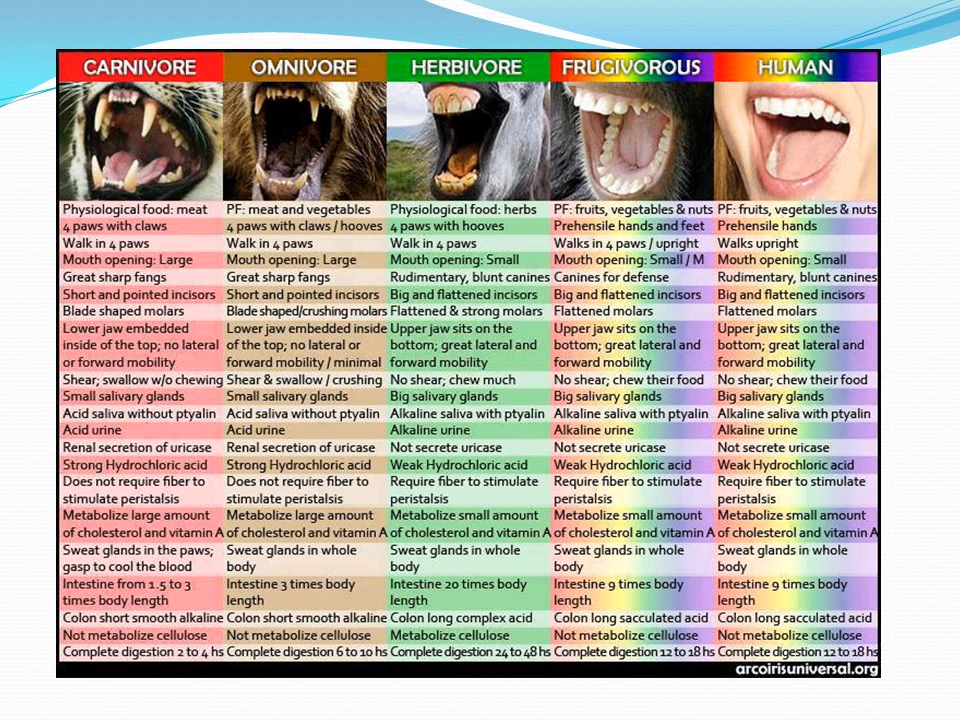 CARNIVORE OMNIVORE HERBIVORE FRUGIVOROUS HUMAN
Physiological food: meat PF: meat and vegetables Physiological food: herbs PF: fruits, vegetables & nuts PF: fruits, vegetables & nuts
4 paws with claws 4 paws with claws / hooves 4 paws with hooves Prehensile hands and feet Prehensile hands
Walk in 4 paws Walk in 4 paws Walk in 4 paws Walks in 4 paws / upright Walks upright
Mouth opening: Large Mouth opening: Large Mouth opening: Small Mouth opening: Small / M Mouth opening: Small
Great sharp fangs Great sharp fangs Rudimentary, blunt canines Canines for defense Rudimentary, blunt canines
Short and pointed incisors Short and pointed incisors Big and flattened incisors Big and flattened incisors Big and flattened incisors
Blade shaped molars Blade shaped/crushing molars Flattened & strong molars Flattened molars Flattened molars
Lower jaw embedded Lower jaw embedded inside Upper jaw sits on the Upper jaw sits on the Upper jaw sits on the
inside of the top; no lateral of the top; no lateral or bottom; great lateral and bottom; great lateral and bottom; great lateral and
or forward mobility forward mobility / minimal forward mobility forward mobility forward mobility
Shear; swallow w/o chewing Shear & swallow / crushing No shear; chew much No shear; chew their food No shear; chew their food
Small salivary glands Small salivary glands Big salivary glands Big salivary glands Big salivary glands
Acid saliva without ptyalin Acid saliva without ptyalin Alkaline saliva with ptyalin Alkaline saliva with ptyalin Alkaline saliva with ptyalin
Acid urine Acid urine Alkaline urine Alkaline urine Alkaline urine
Renal secretion of uricase Renal secretion of uricase Not secrete uricase Not secrete uricase Not secrete uricase
Strong Hydrochloric acid Strong Hydrochloric acid Weak Hydrochloric acid Weak Hydrochloric acid Weak Hydrochloric acid
Does not require fiber to Does not require fiber to Require fiber to stimulate Require fiber to stimulate Require fiber to stimulate
stimulate peristalsis stimulate peristalsis peristalsis peristalsis peristalsis
Metabolize large amount Metabolize large amount Metabolize small amount Metabolize small amount Metabolize small amount
of cholesterol and vitamin A of cholesterol and vitamin A of cholesterol and vitamin A of cholesterol and vitamin A of cholesterol and vitamin A
Sweat glands in the paws; Sweat glands in whole Sweat glands in whole Sweat glands in whole Sweat glands in whole
gasp to cool the blood body body body body
Intestine from 1.5 to 3 Intestine 3 times body Intestine 20 times body Intestine 9 times body Intestine 9 times body
times body length length length length length
Colon short smooth alkaline Colon short smooth alkaline Colon long complex acid Colon long sacculated acid Colon long sacculated acid
Not metabolize cellulose Not metabolize cellulose Metabolize cellulose Not metabolize cellulose Not metabolize cellulose
Complete digestion 2 to 4 hs Complete digestion 6 to 10 hs Complete digestion 24 to 48 hs Complete digestion 12 to 18 hs Complete digestion 12 to 18 hs
arcoirisuniversal.org